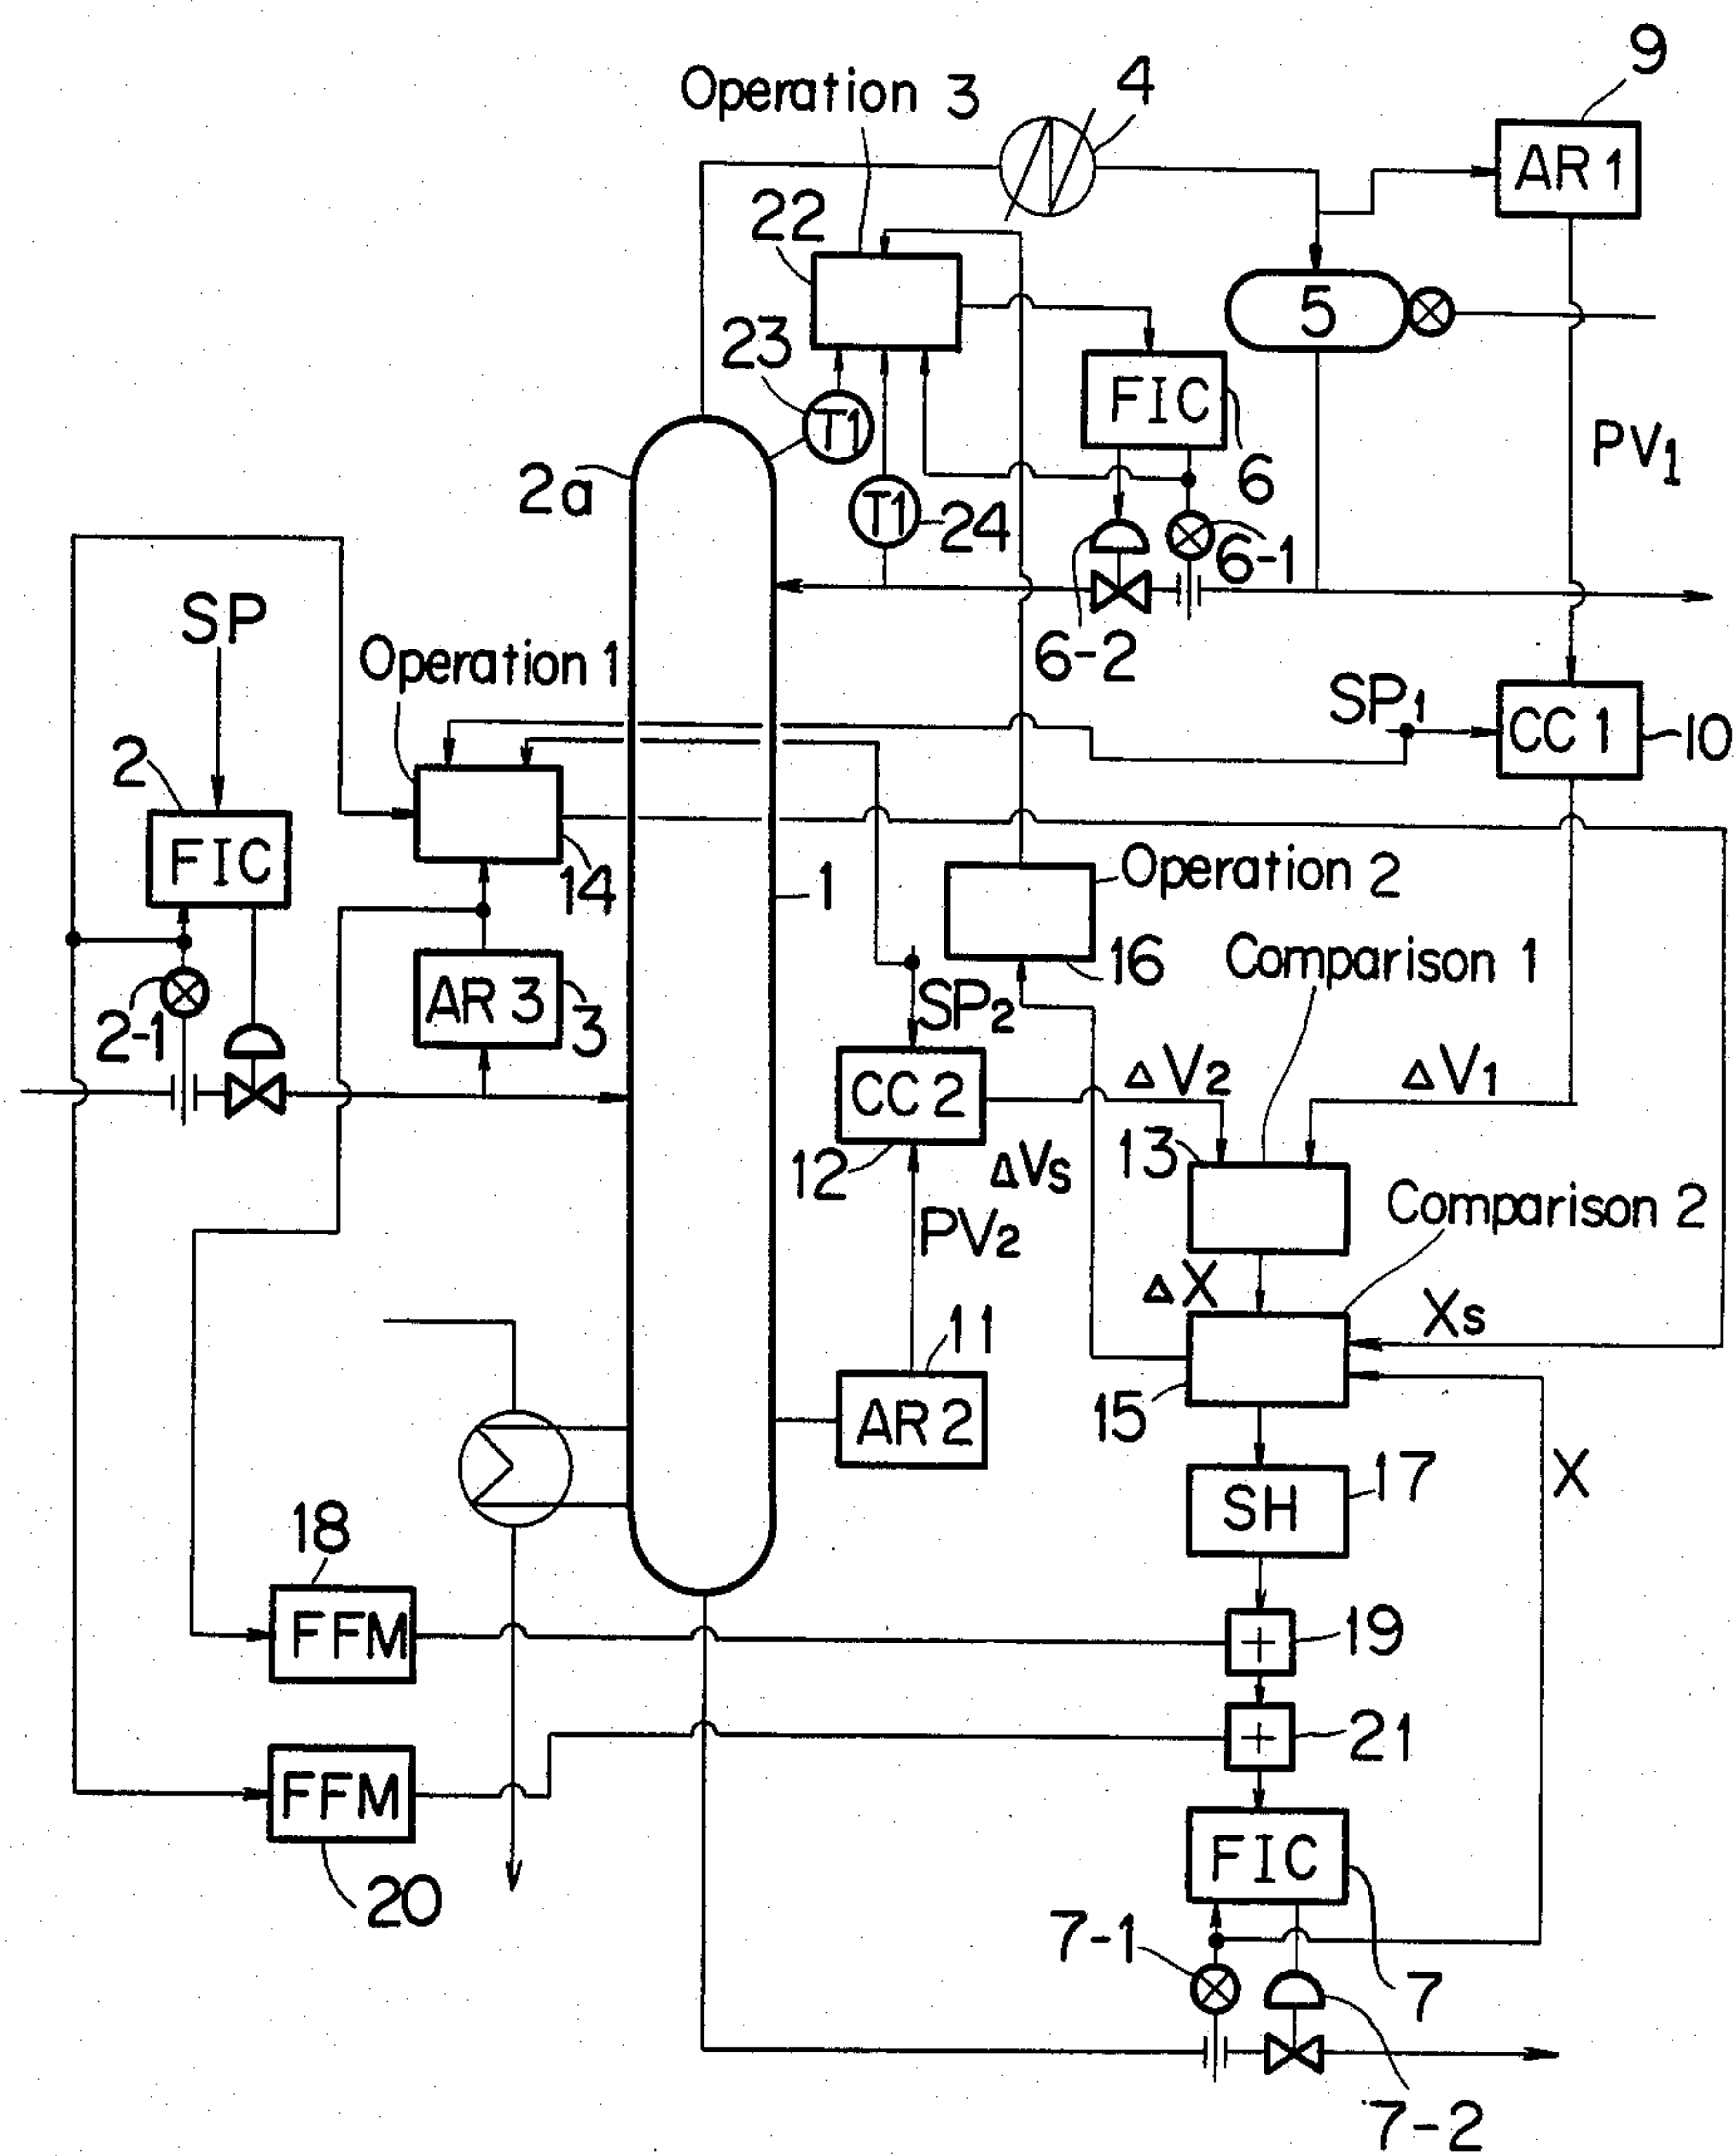 9
Operation 3
4
AR 1
22
5
23
FIC
T1
PV1
2a
6
T1
24
6-1
SP
6-2
Operation 1
SP1
CC 1
10
2
FIC
14
1
Operation 2
16
Comparison 1
AR 3
3
2-1
SP2
CC 2
ΔV2
ΔV1
12
ΔVs
13
PV2
Comparison 2
ΔX
Xs
11
AR 2
15
X
SH
17
18
FFM
+
19
+
21
FFM
FIC
20
7-1
7
7-2